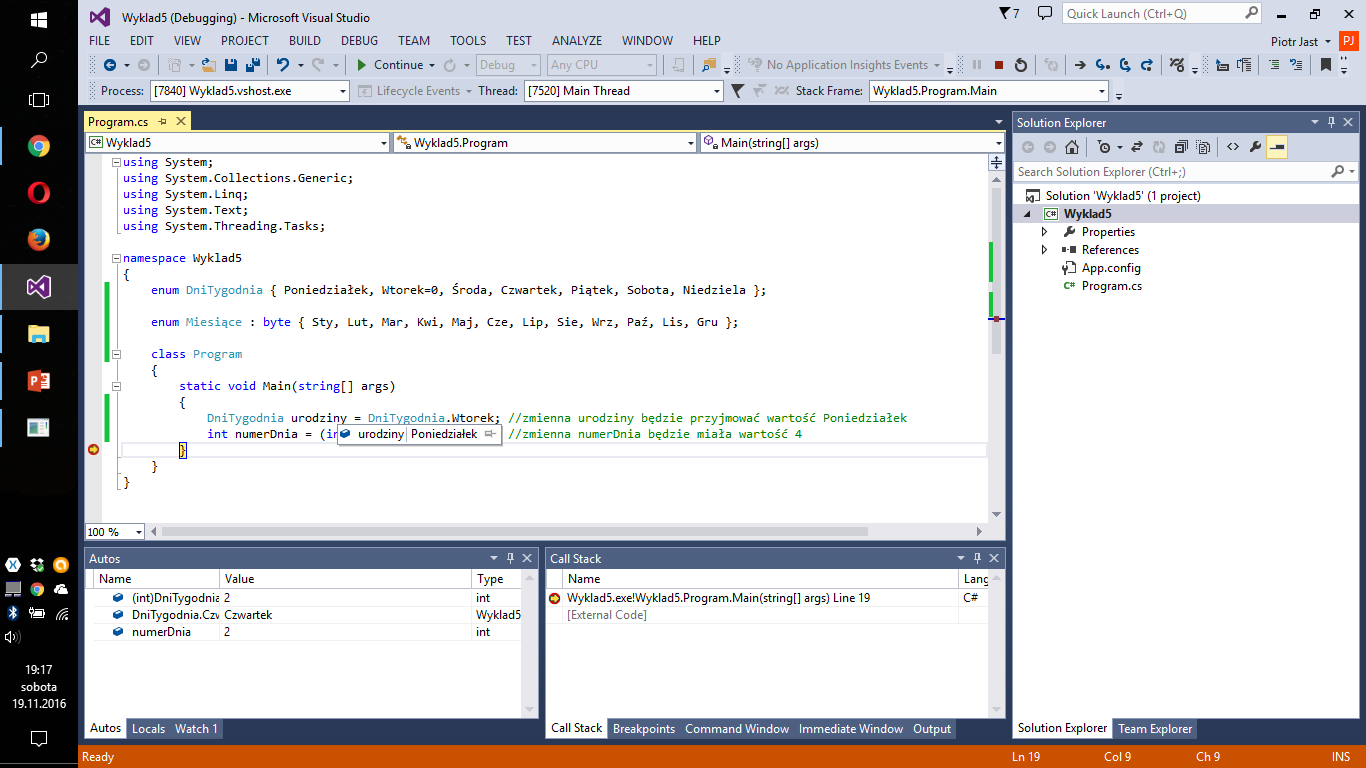 Wyklad5 (Debugging) - Microsoft Visual Studio
7
Quick Launch (Ctrl+Q)
FILE EDIT VIEW PROJECT BUILD DEBUG TEAM TOOLS TEST ANALYZE WINDOW HELP
Piotr Jast PJ
Continue Debug Any CPU No Application Insights Events
Process: [7840] Wyklad5.vshost.exe Lifecycle Events Thread: [7520] Main Thread Stack Frame: Wyklad5.Program.Main
Program.cs
C# Wyklad5 Wyklad5.Program Main(string[] args)
using System;
using System.Collections.Generic;
using System.Linq;
using System.Text;
using System.Threading.Tasks;
namespace Wyklad5
{
enum DniTygodnia { Poniedziałek, Wtorek=0, Środa, Czwartek, Piątek, Sobota, Niedziela };
enum Miesiące : byte { Sty, Lut, Mar, Kwi, Maj, Cze, Lip, Sie, Wrz, Paź, Lis, Gru };
class Program
{
static void Main(string[] args)
{
DniTygodnia urodziny = DniTygodnia.Wtorek; //zmienna urodziny będzie przyjmować wartość Poniedziałek
int numerDnia = (in //zmienna numerDnia będzie miała wartość 4
urodziny Poniedziałek
}
}
}
100 %
Solution Explorer
Search Solution Explorer (Ctrl+;)
Solution 'Wyklad5' (1 project)
C# Wyklad5
Properties
References
App.config
C# Program.cs
Solution Explorer Team Explorer
Autos
Name Value Type
(int)DniTygodnia 2 int
DniTygodnia.Czw Czwartek Wyklad5
numerDnia 2 int
Autos Locals Watch 1
Call Stack
Name Lang
Wyklad5.exe!Wyklad5.Program.Main(string[] args) Line 19 C#
[External Code]
Call Stack Breakpoints Command Window Immediate Window Output
Ready Ln 19 Col 9 Ch 9 INS
19:17
sobota
19.11.2016